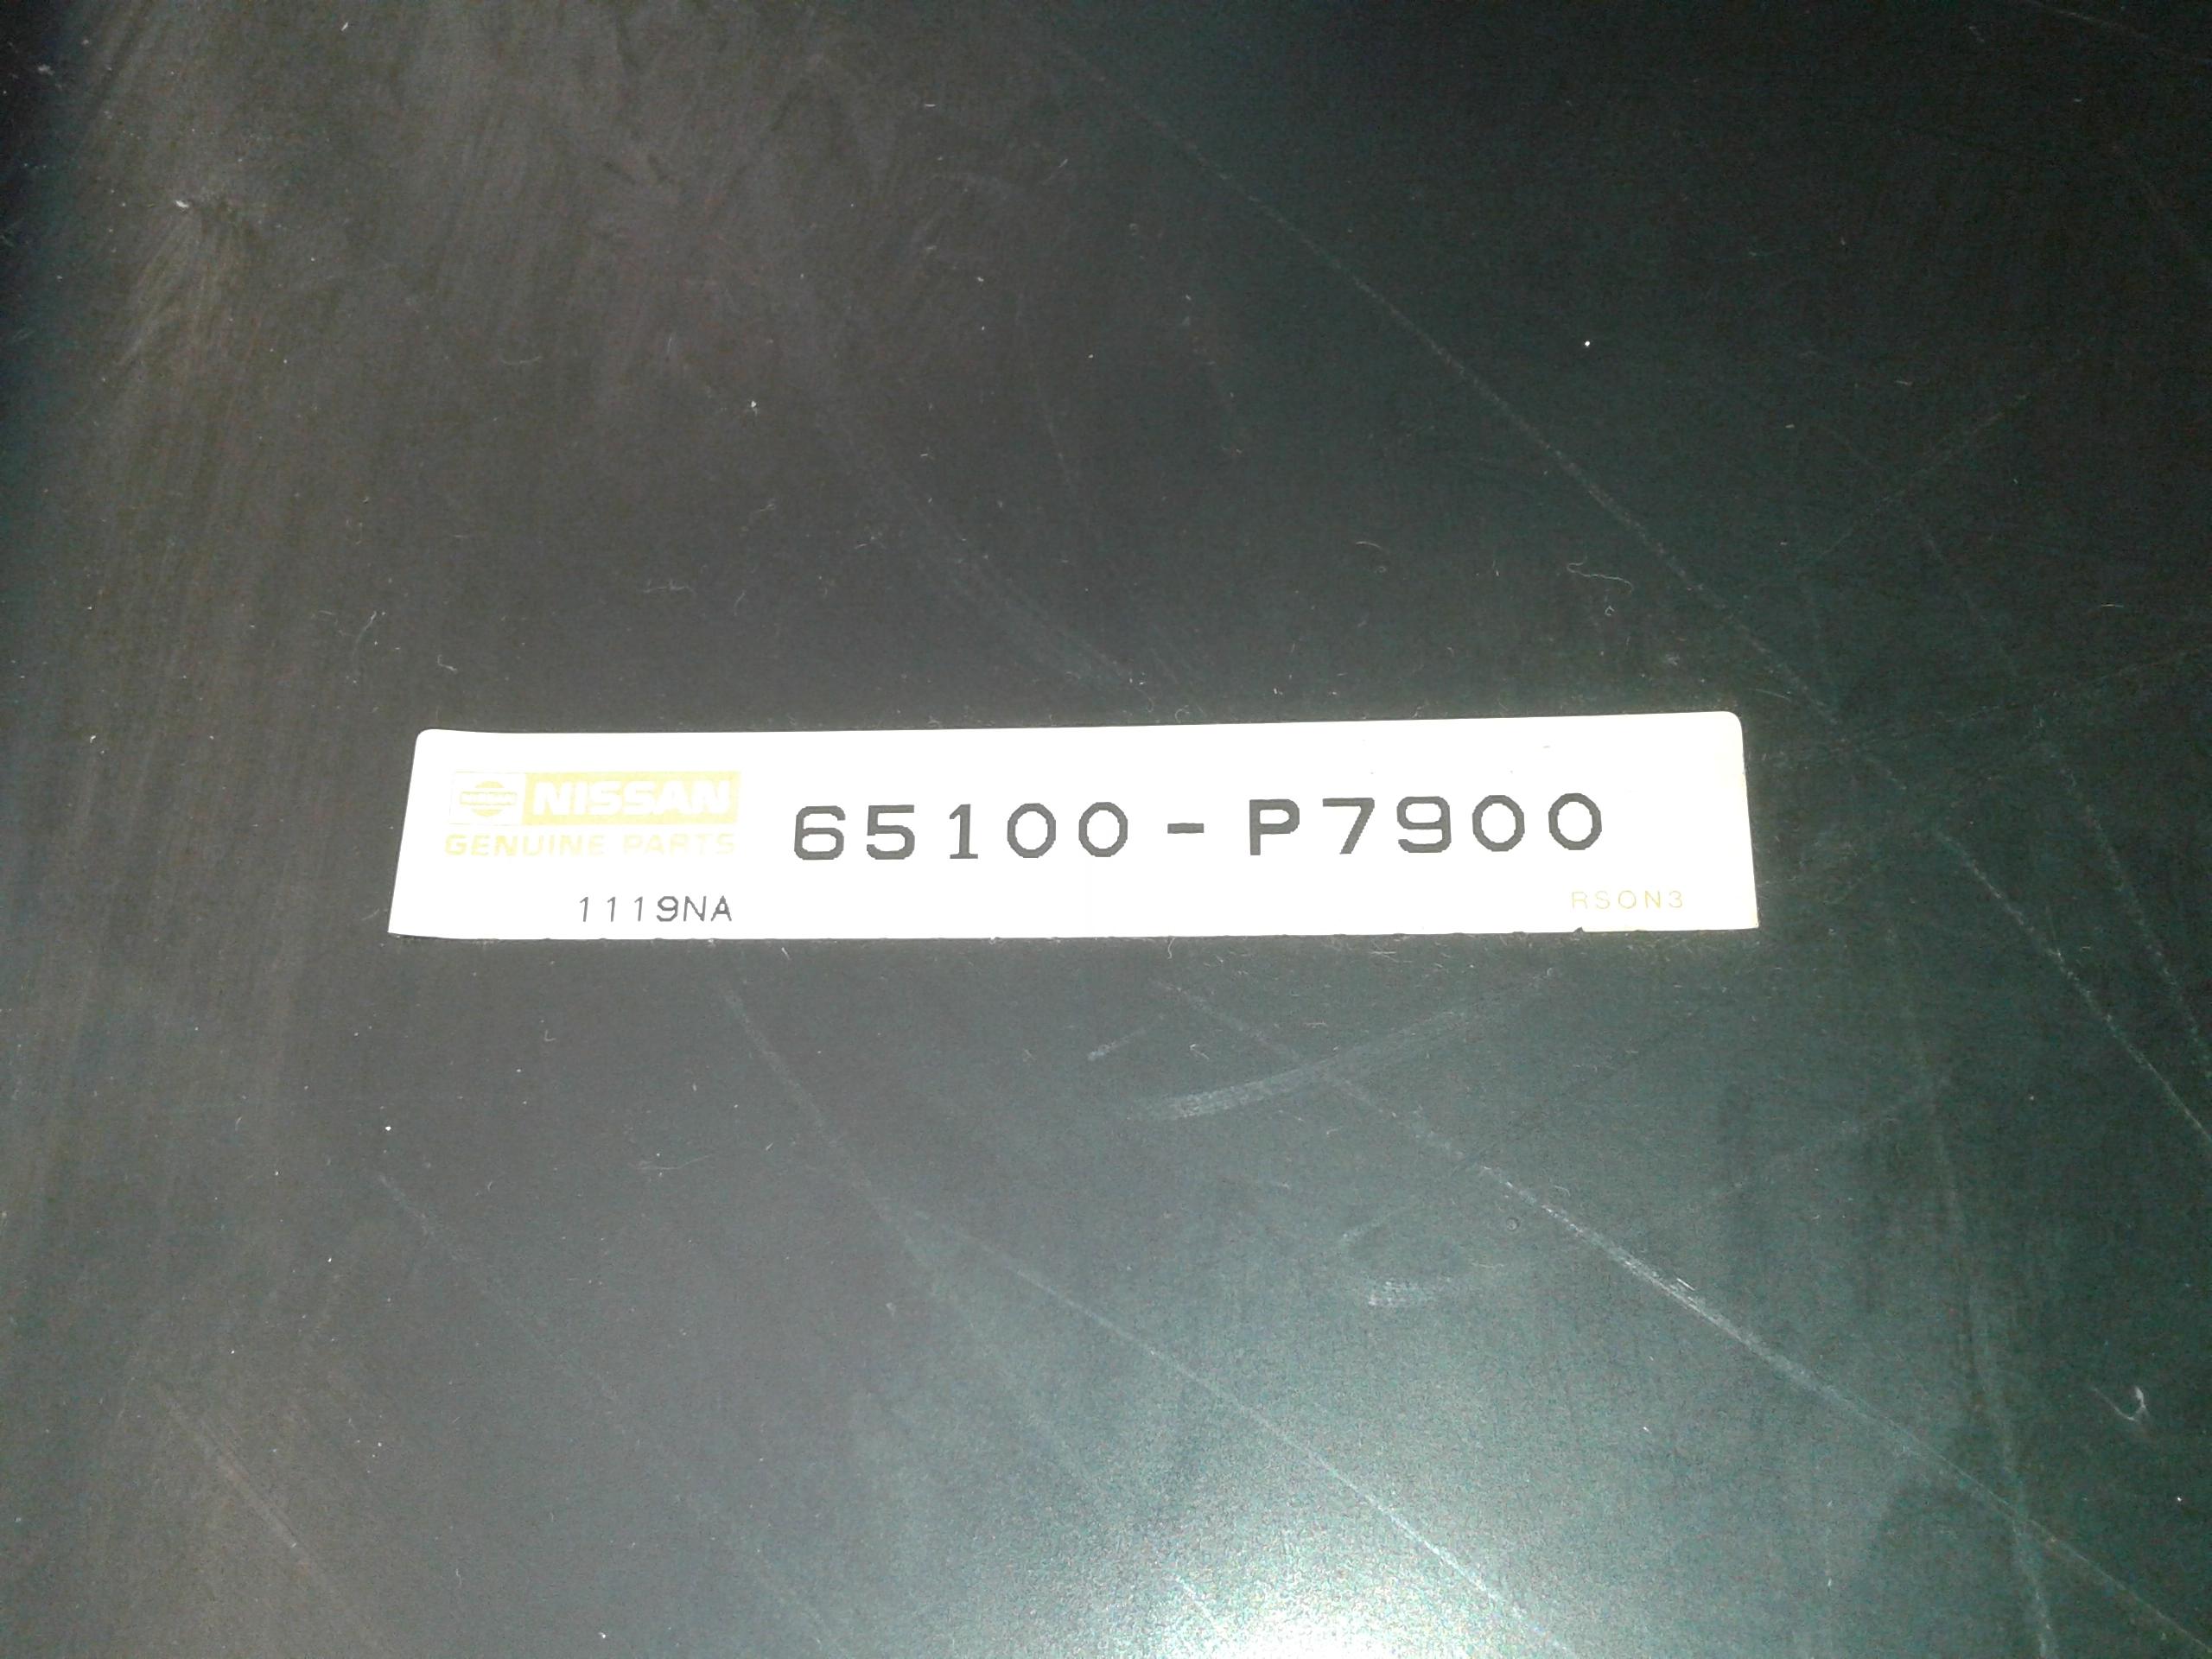 NISSAN
GENUINE PARTS
65100-P7900
1119NA
RSON3